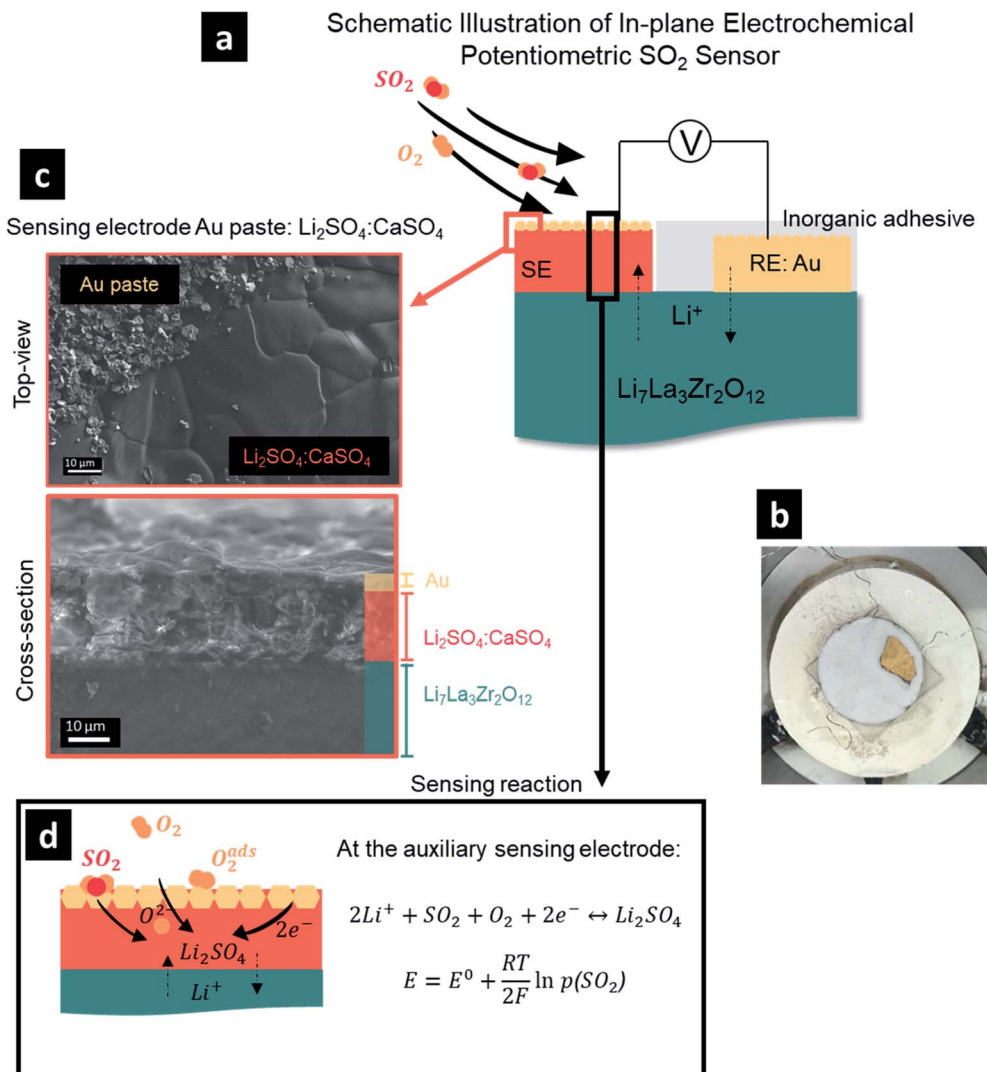 a
Schematic Illustration of In-plane Electrochemical
Potentiometric SO₂ Sensor
SO₂
O₂
V
Inorganic adhesive
SE
RE: Au
Li⁺
Li₇La₃Zr₂O₁₂
c
Sensing electrode Au paste: Li₂SO₄:CaSO₄
Top-view
Au paste
Li₂SO₄:CaSO₄
10 µm
Cross-section
Au
Li₂SO₄:CaSO₄
Li₇La₃Zr₂O₁₂
10 µm
b
Sensing reaction
d
O₂
SO₂
O₂ᵃᵈˢ
O²⁻
2e⁻
Li₂SO₄
Li⁺
At the auxiliary sensing electrode:
2Li⁺ + SO₂ + O₂ + 2e⁻ ↔ Li₂SO₄
E = E⁰ + RT/2F ln p(SO₂)